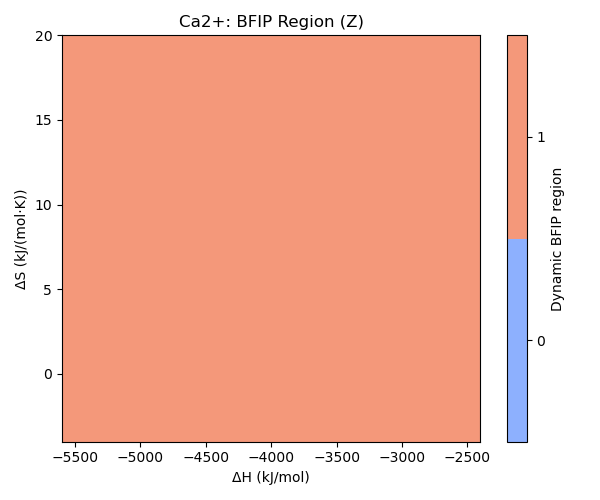 Ca2+: BFIP Region (Z)
20
15
10
5
0
ΔS (kJ/(mol·K))
−5500 −5000 −4500 −4000 −3500 −3000 −2500
ΔH (kJ/mol)
1
0
Dynamic BFIP region